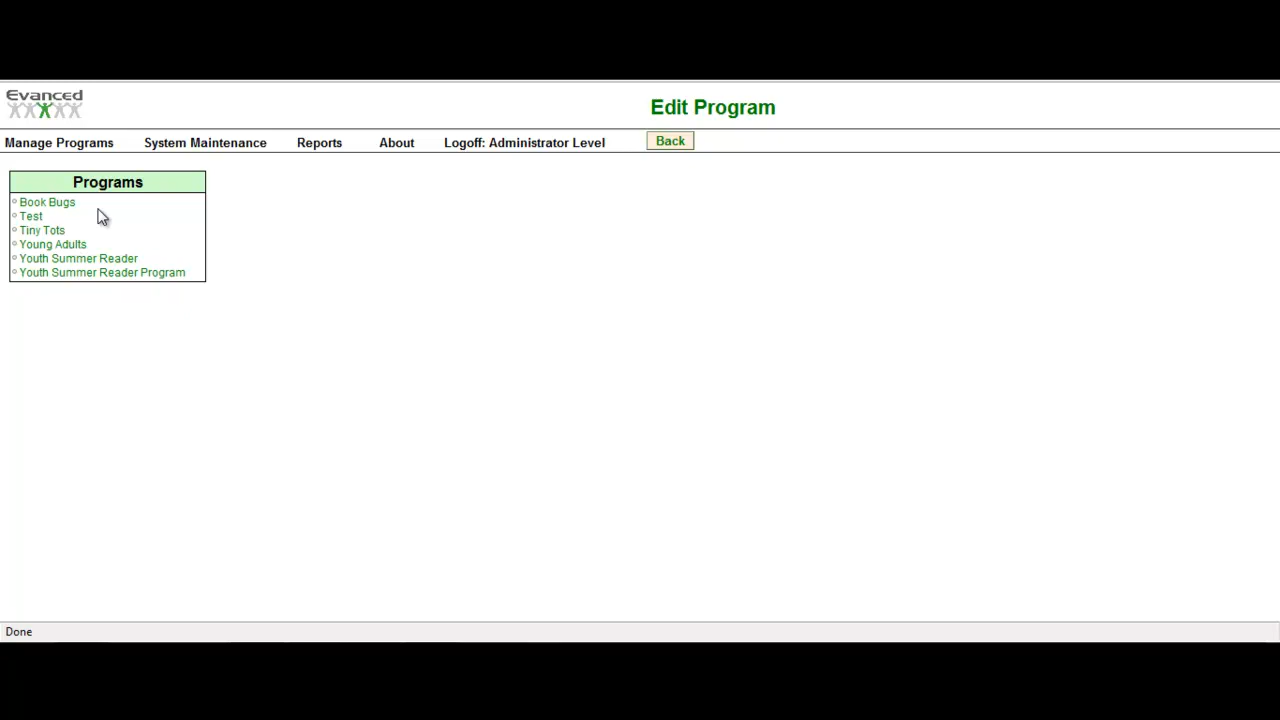 Evanced
Edit Program
Manage Programs System Maintenance Reports About Logoff: Administrator Level Back
Programs
Book Bugs
Test
Tiny Tots
Young Adults
Youth Summer Reader
Youth Summer Reader Program
Done